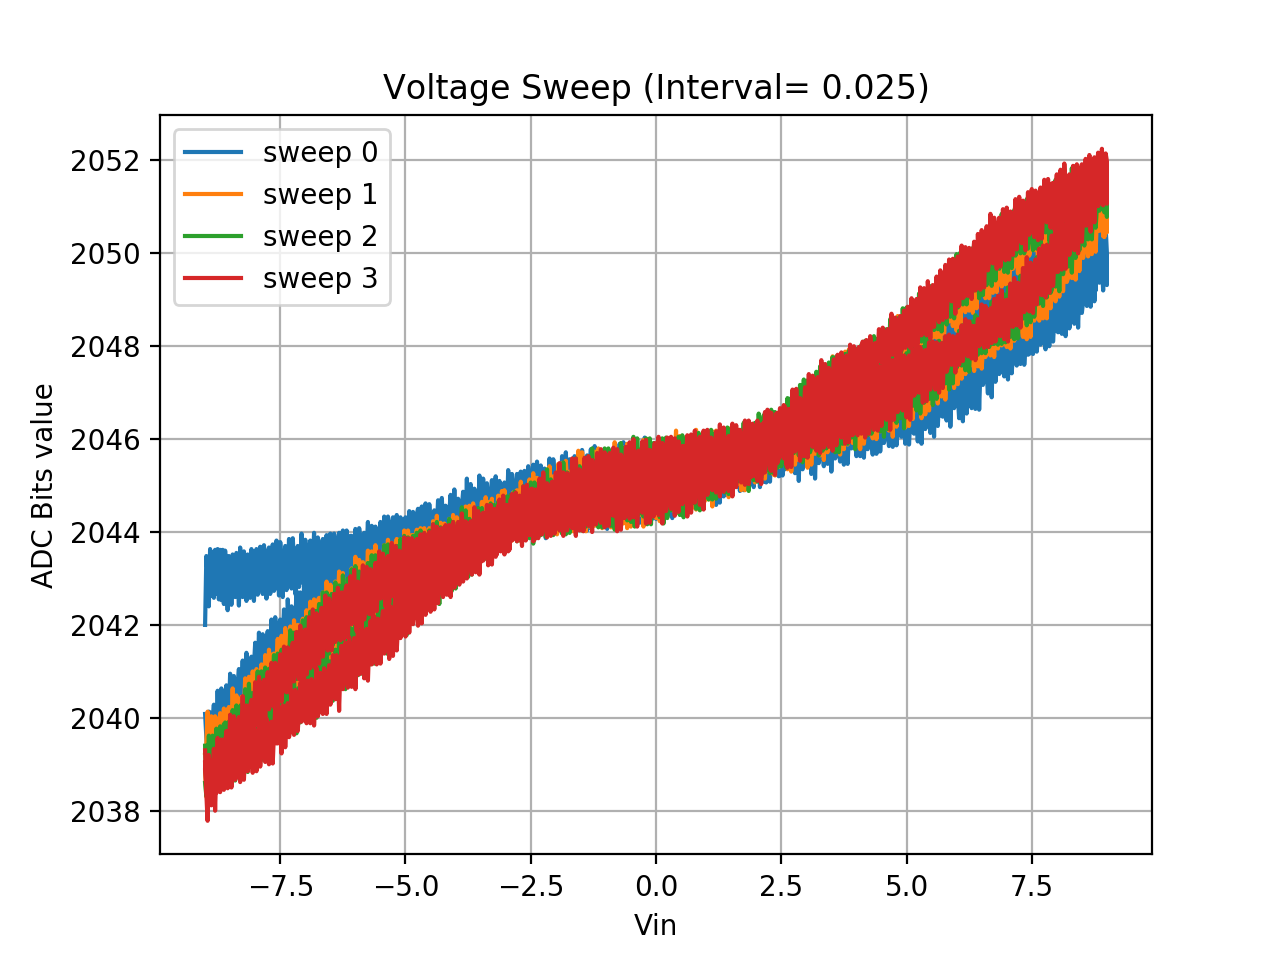 Voltage Sweep (Interval= 0.025)
sweep 0
sweep 1
sweep 2
sweep 3
ADC Bits value
2052
2050
2048
2046
2044
2042
2040
2038
−7.5 −5.0 −2.5 0.0 2.5 5.0 7.5
Vin